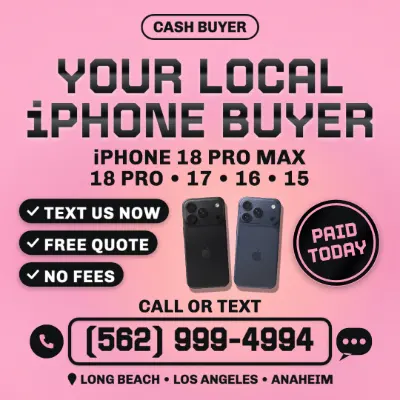 CASH BUYER
YOUR LOCAL
iPHONE BUYER
iPHONE 18 PRO MAX
18 PRO • 17 • 16 • 15
✓ TEXT US NOW
✓ FREE QUOTE
✓ NO FEES
PAID
TODAY
CALL OR TEXT
(562) 999-4994
LONG BEACH • LOS ANGELES • ANAHEIM